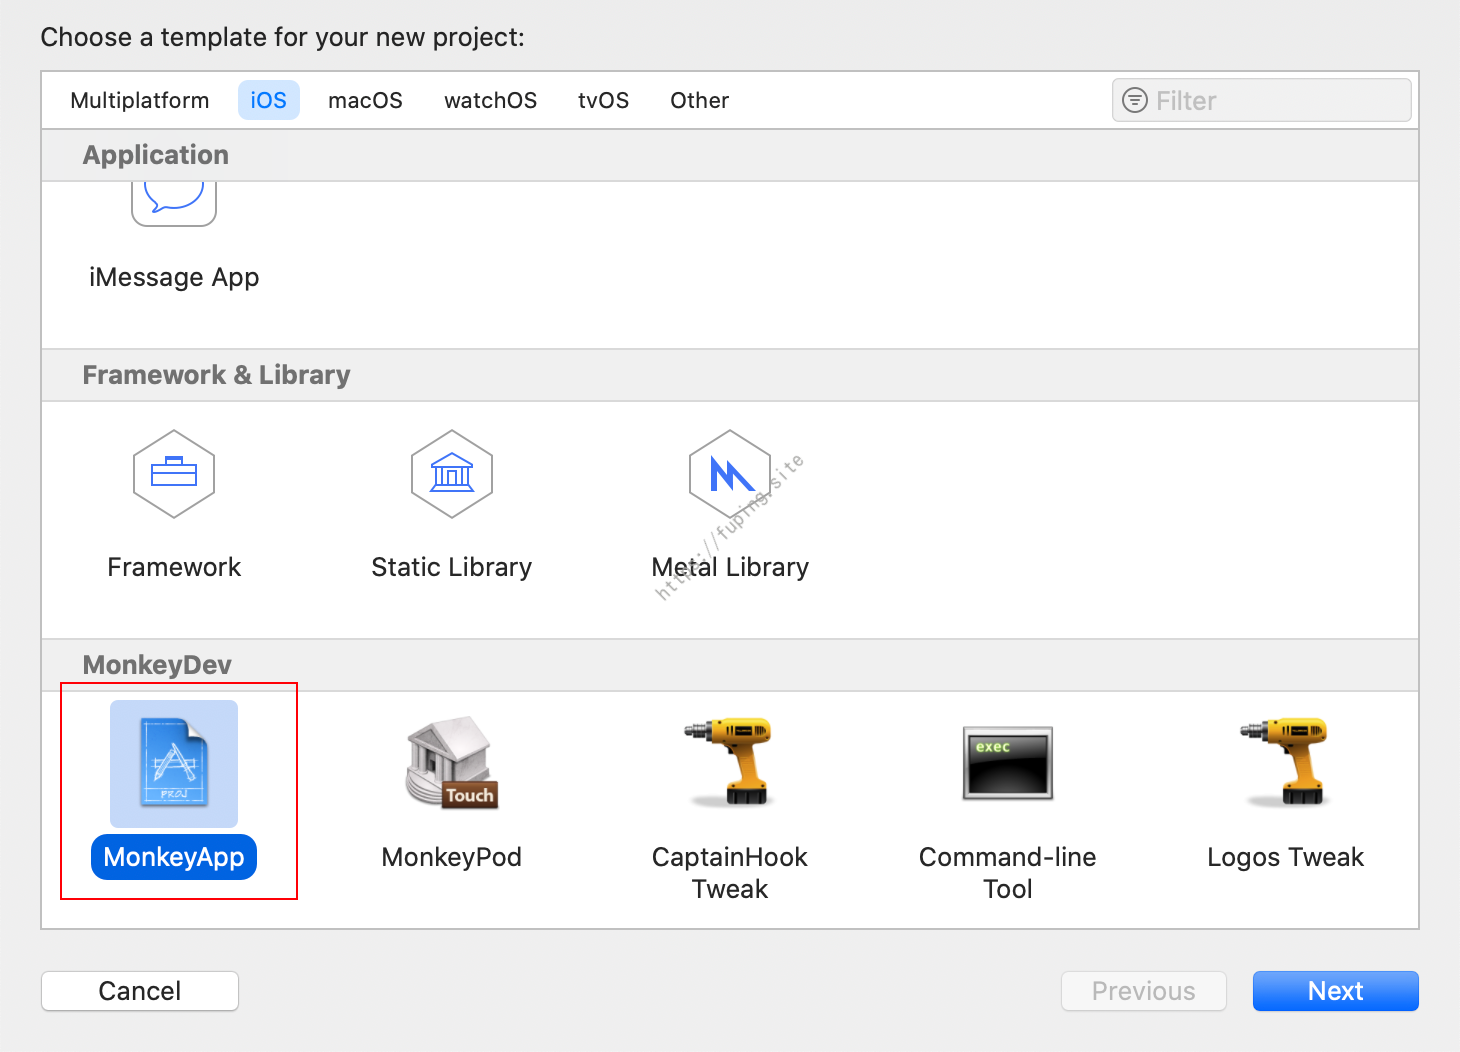 Choose a template for your new project:
Multiplatform iOS macOS watchOS tvOS Other Filter
Application
iMessage App
Framework & Library
Framework Static Library Metal Library
https://fuping.site
MonkeyDev
PROJ Touch exec
MonkeyApp MonkeyPod CaptainHook Command-line Logos Tweak
Tweak Tool
Cancel Previous Next